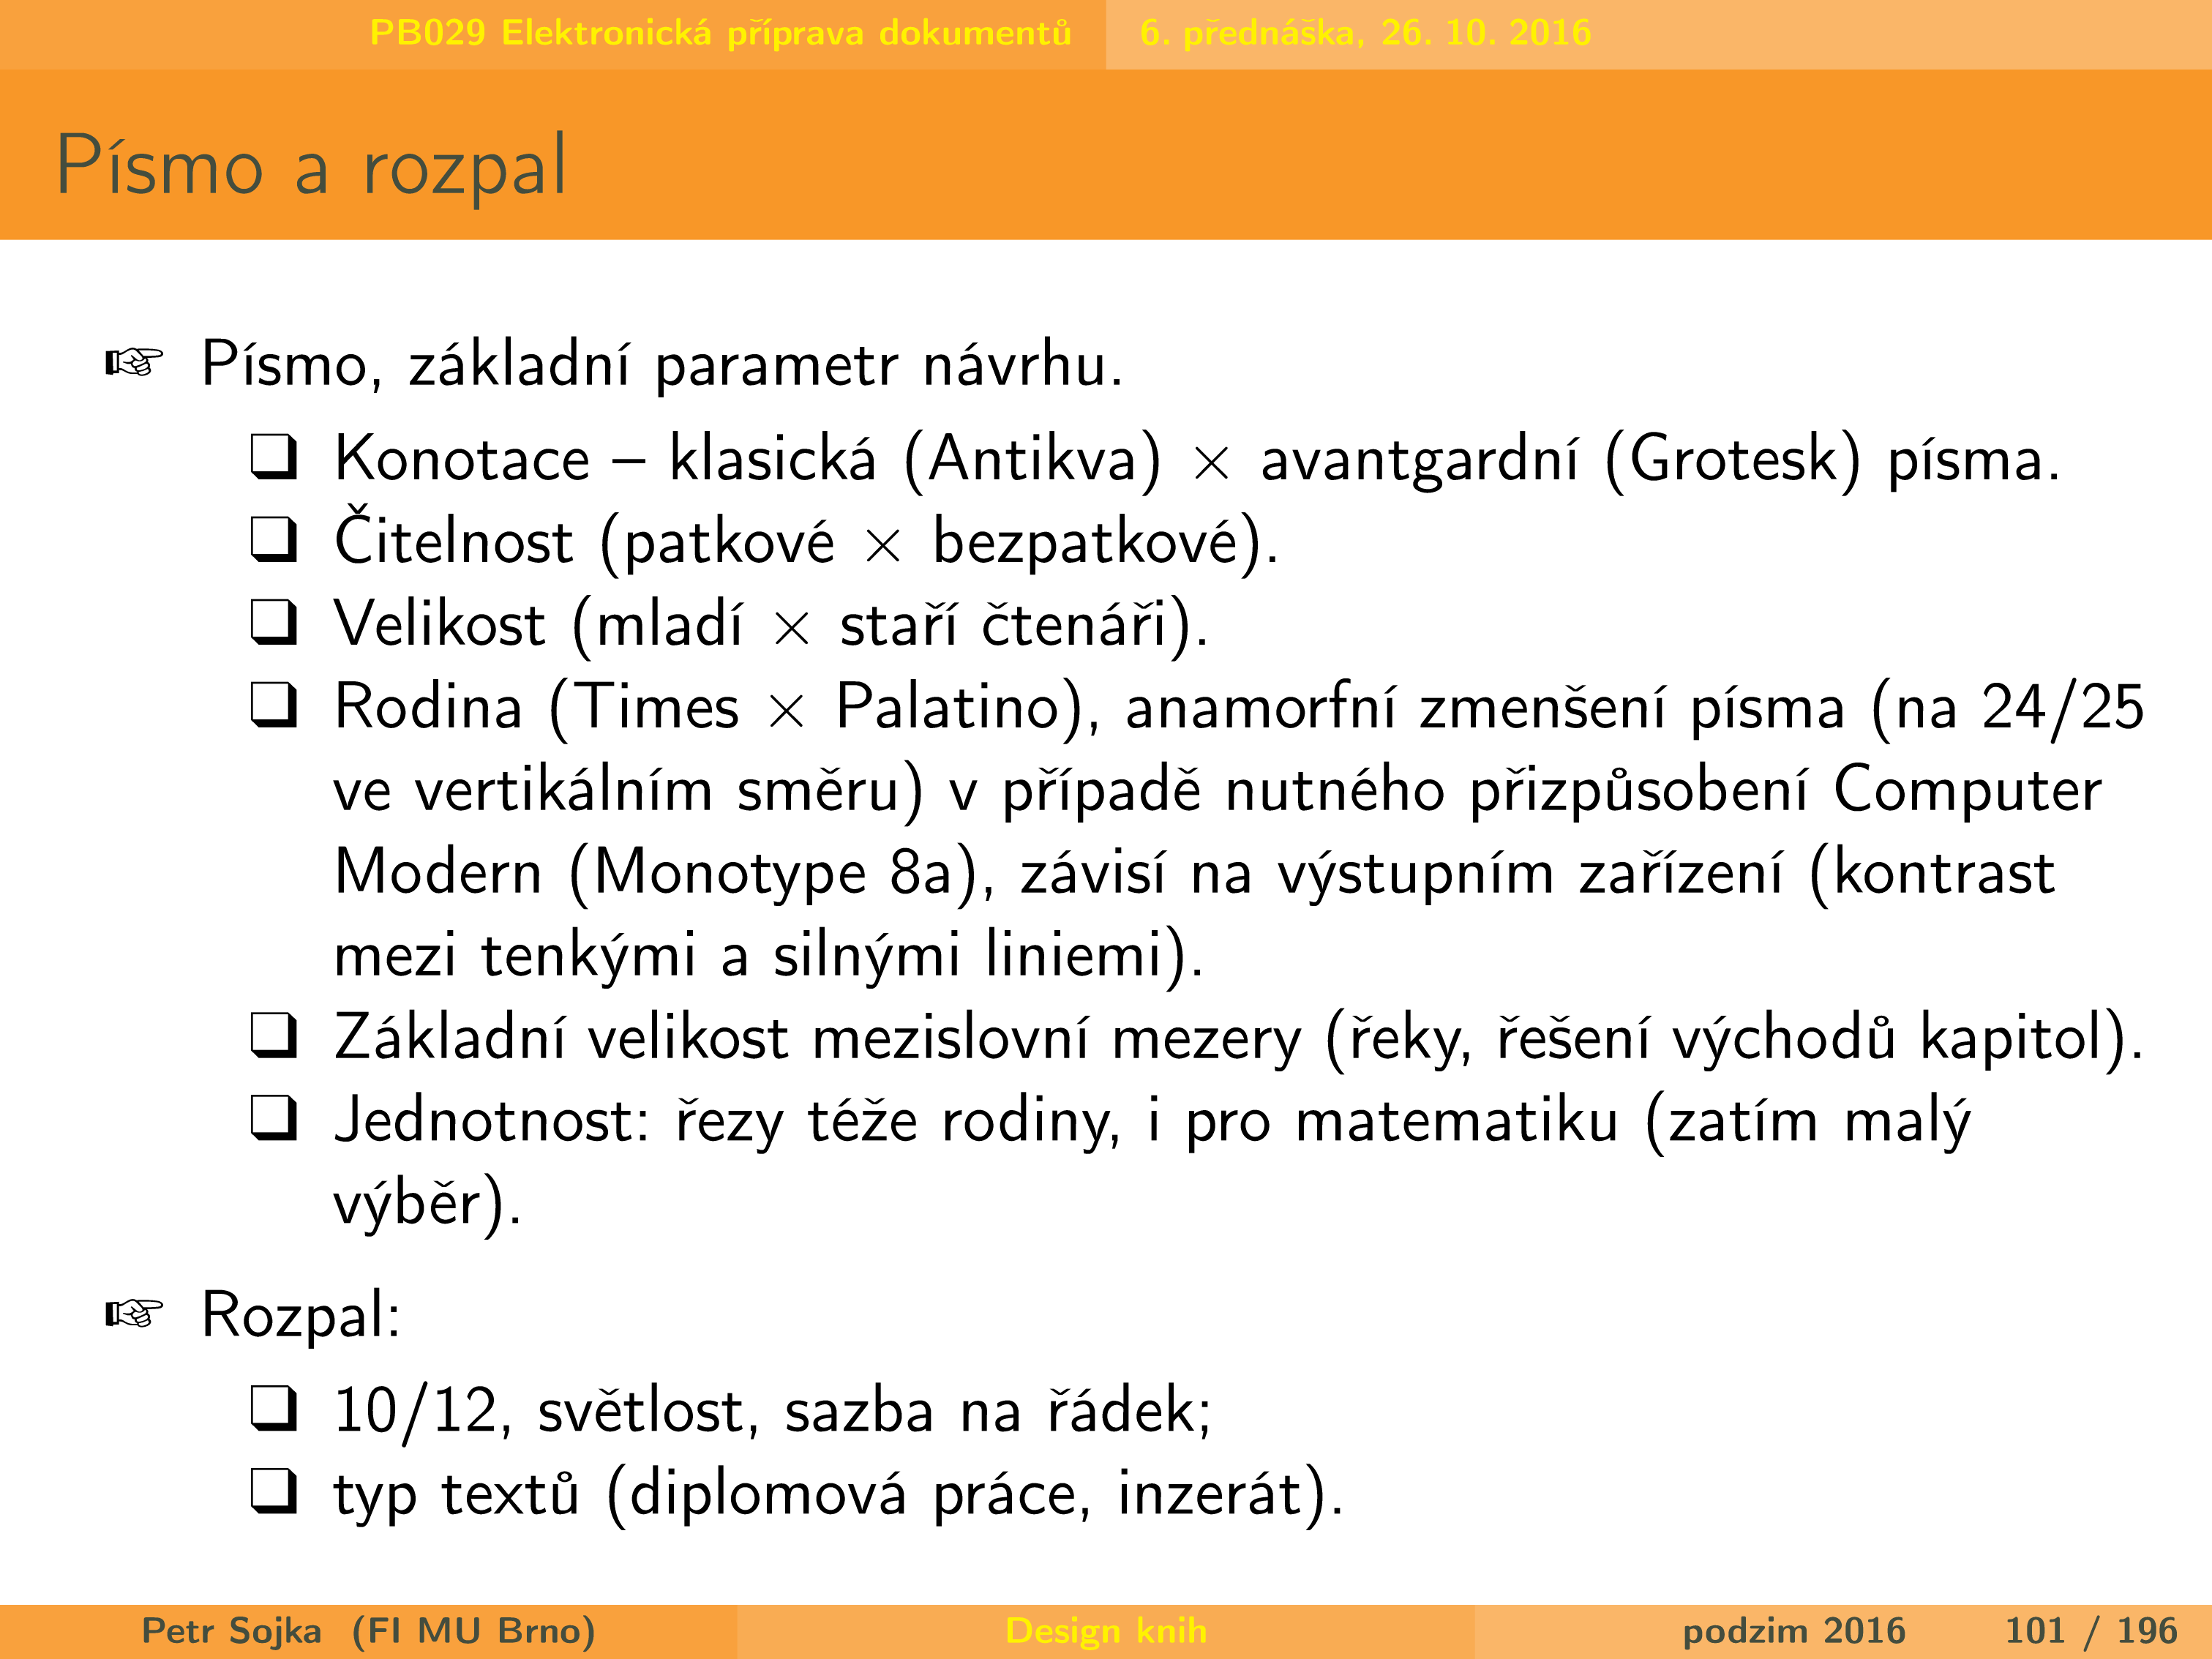 PB029 Elektronická příprava dokumentů 6. přednáška, 26. 10. 2016
Písmo a rozpal
☞ Písmo, základní parametr návrhu.
❑ Konotace – klasická (Antikva) × avantgardní (Grotesk) písma.
❑ Čitelnost (patkové × bezpatkové).
❑ Velikost (mladí × staří čtenáři).
❑ Rodina (Times × Palatino), anamorfní zmenšení písma (na 24/25
ve vertikálním směru) v případě nutného přizpůsobení Computer
Modern (Monotype 8a), závisí na výstupním zařízení (kontrast
mezi tenkými a silnými liniemi).
❑ Základní velikost mezislovní mezery (řeky, řešení východů kapitol).
❑ Jednotnost: řezy téže rodiny, i pro matematiku (zatím malý
výběr).
☞ Rozpal:
❑ 10/12, světlost, sazba na řádek;
❑ typ textů (diplomová práce, inzerát).
Petr Sojka (FI MU Brno) Design knih podzim 2016 101 / 196